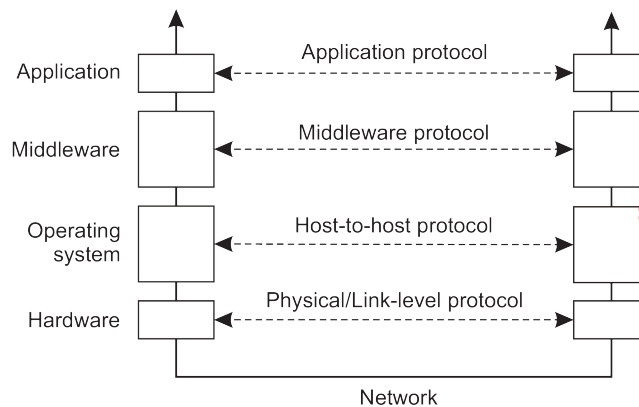 Application
Application protocol
Middleware
Middleware protocol
Operating
system
Host-to-host protocol
Hardware
Physical/Link-level protocol
Network